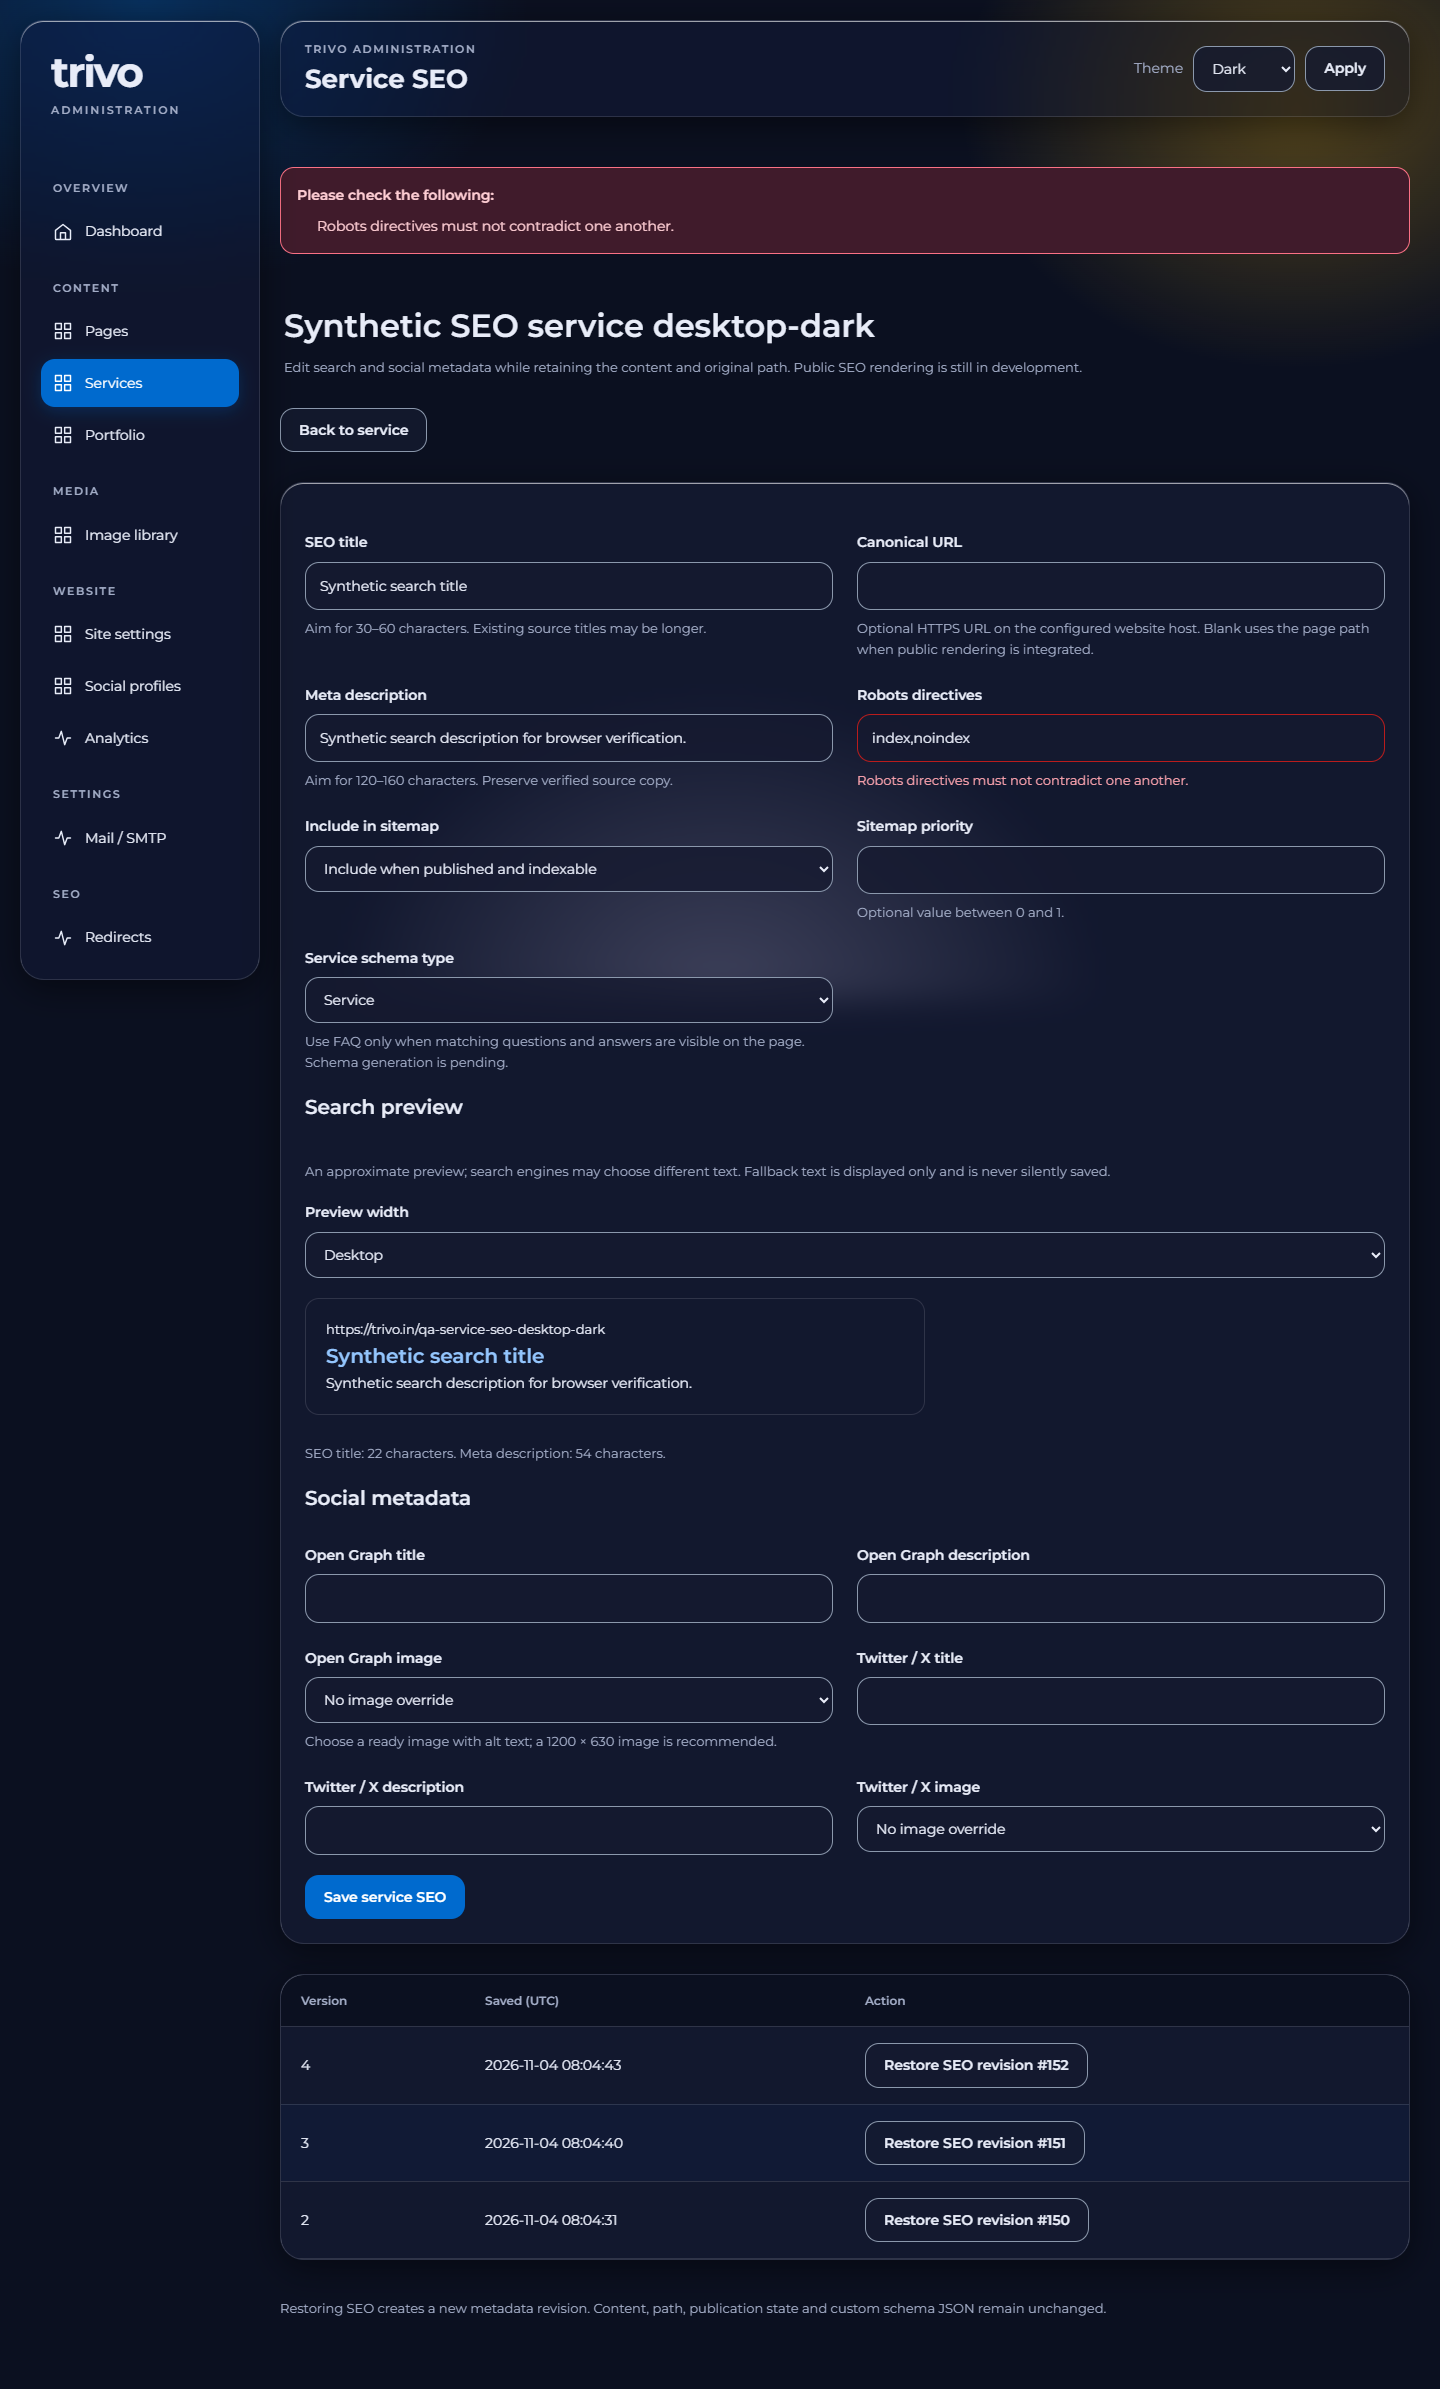 trivo
ADMINISTRATION
OVERVIEW
Dashboard
CONTENT
Pages
Services
Portfolio
MEDIA
Image library
WEBSITE
Site settings
Social profiles
Analytics
SETTINGS
Mail / SMTP
SEO
Redirects
TRIVO ADMINISTRATION
Service SEO
Theme
Dark
Apply
Please check the following:
Robots directives must not contradict one another.
Synthetic SEO service desktop-dark
Edit search and social metadata while retaining the content and original path. Public SEO rendering is still in development.
Back to service
SEO title
Synthetic search title
Aim for 30–60 characters. Existing source titles may be longer.
Canonical URL
Optional HTTPS URL on the configured website host. Blank uses the page path
when public rendering is integrated.
Meta description
Synthetic search description for browser verification.
Aim for 120–160 characters. Preserve verified source copy.
Robots directives
index,noindex
Robots directives must not contradict one another.
Include in sitemap
Include when published and indexable
Sitemap priority
Optional value between 0 and 1.
Service schema type
Service
Use FAQ only when matching questions and answers are visible on the page.
Schema generation is pending.
Search preview
An approximate preview; search engines may choose different text. Fallback text is displayed only and is never silently saved.
Preview width
Desktop
https://trivo.in/qa-service-seo-desktop-dark
Synthetic search title
Synthetic search description for browser verification.
SEO title: 22 characters. Meta description: 54 characters.
Social metadata
Open Graph title
Open Graph description
Open Graph image
No image override
Choose a ready image with alt text; a 1200 × 630 image is recommended.
Twitter / X title
Twitter / X description
Twitter / X image
No image override
Save service SEO
Version
Saved (UTC)
Action
4
2026-11-04 08:04:43
Restore SEO revision #152
3
2026-11-04 08:04:40
Restore SEO revision #151
2
2026-11-04 08:04:31
Restore SEO revision #150
Restoring SEO creates a new metadata revision. Content, path, publication state and custom schema JSON remain unchanged.